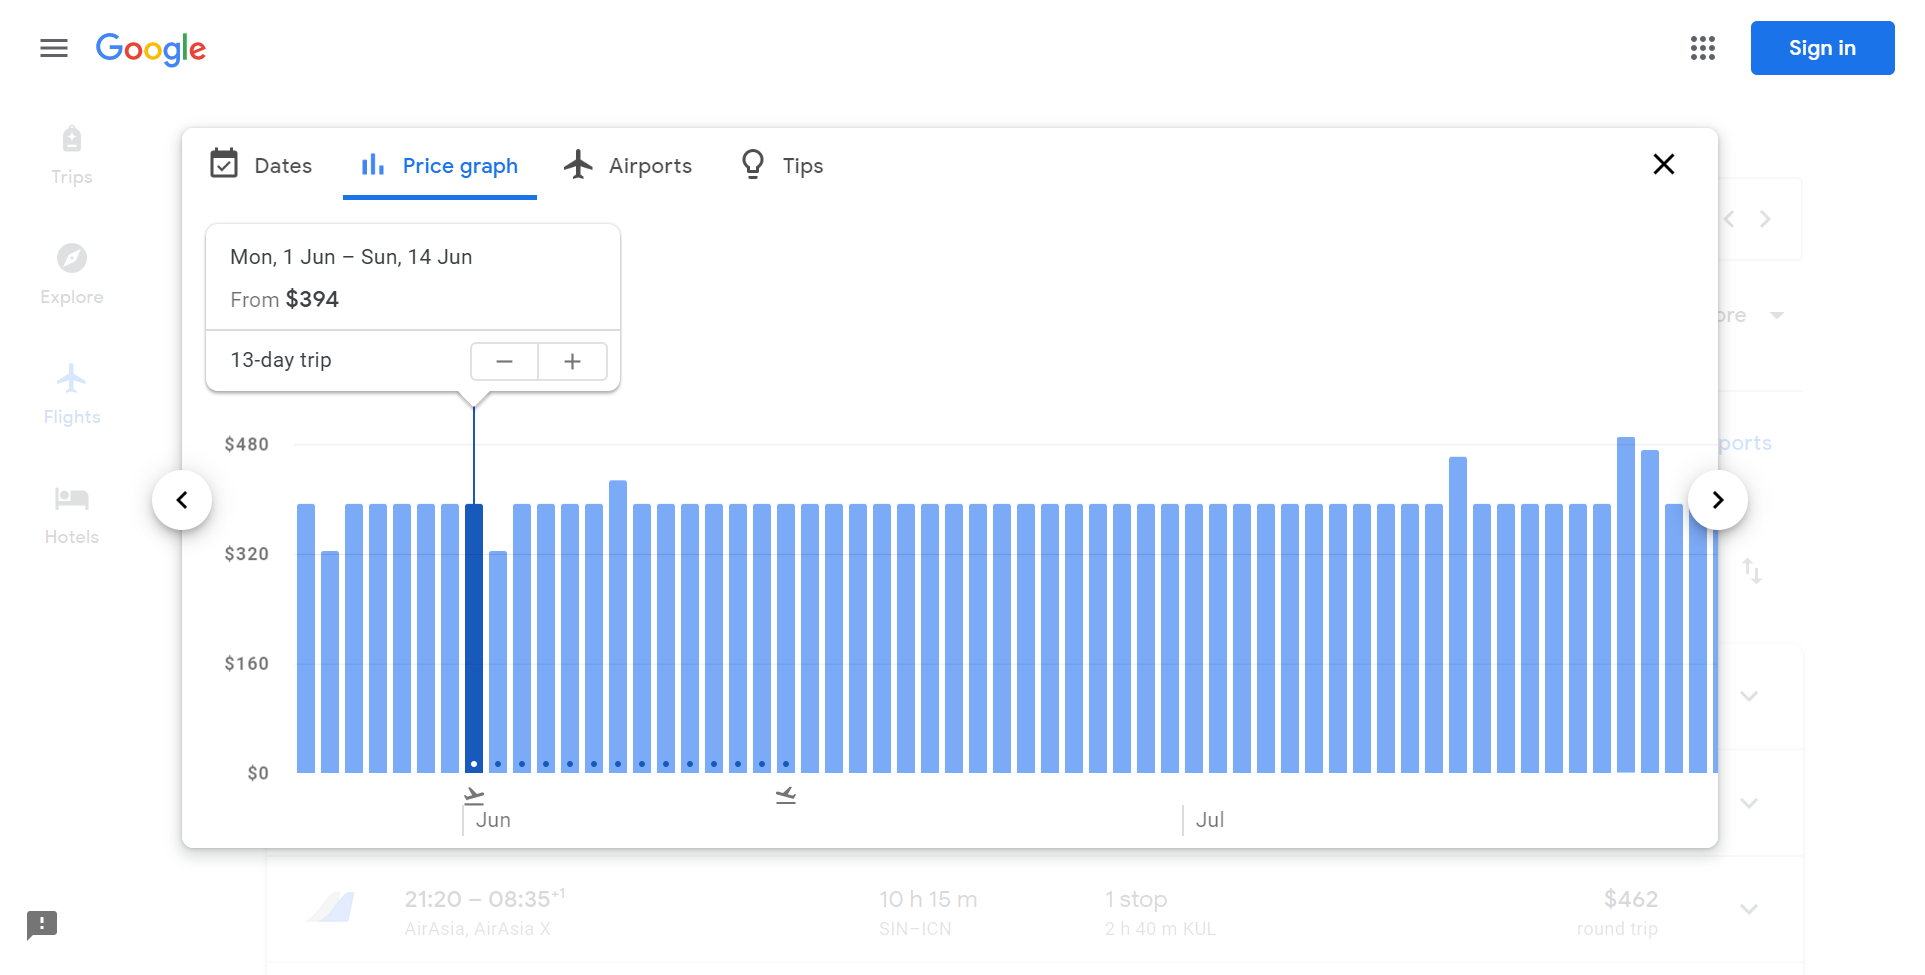 Google
Sign in
Trips
Explore
Flights
Hotels
Dates
Price graph
Airports
Tips
Mon, 1 Jun – Sun, 14 Jun
From $394
13-day trip
$480
$320
$160
$0
Jun
Jul
ore
ports
21:20 – 08:35+1
AirAsia, AirAsia X
10 h 15 m
SIN–ICN
1 stop
2 h 40 m KUL
$462
round trip